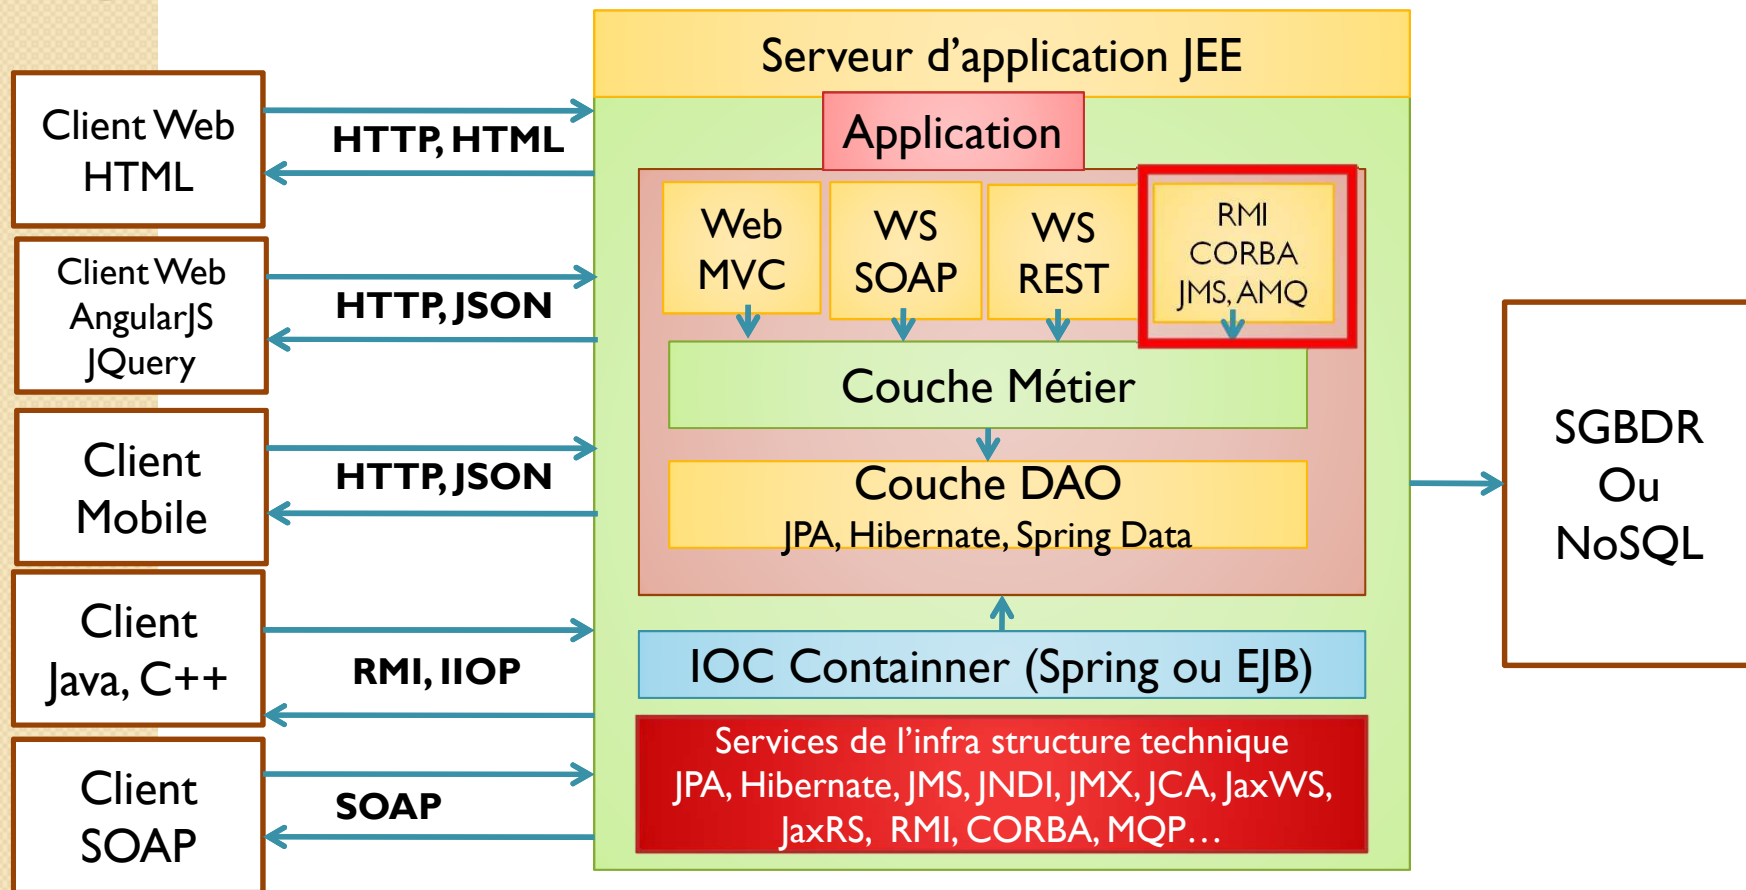 Serveur d'application JEE
Application
Client Web
HTML
HTTP, HTML
Client Web
AngularJS
JQuery
HTTP, JSON
Client
Mobile
HTTP, JSON
Client
Java, C++
RMI, IIOP
Client
SOAP
SOAP
Web
MVC
WS
SOAP
WS
REST
RMI
CORBA
JMS, AMQ
Couche Métier
Couche DAO
JPA, Hibernate, Spring Data
IOC Containner (Spring ou EJB)
Services de l'infra structure technique
JPA, Hibernate, JMS, JNDI, JMX, JCA, JaxWS,
JaxRS, RMI, CORBA, MQP…
SGBDR
Ou
NoSQL